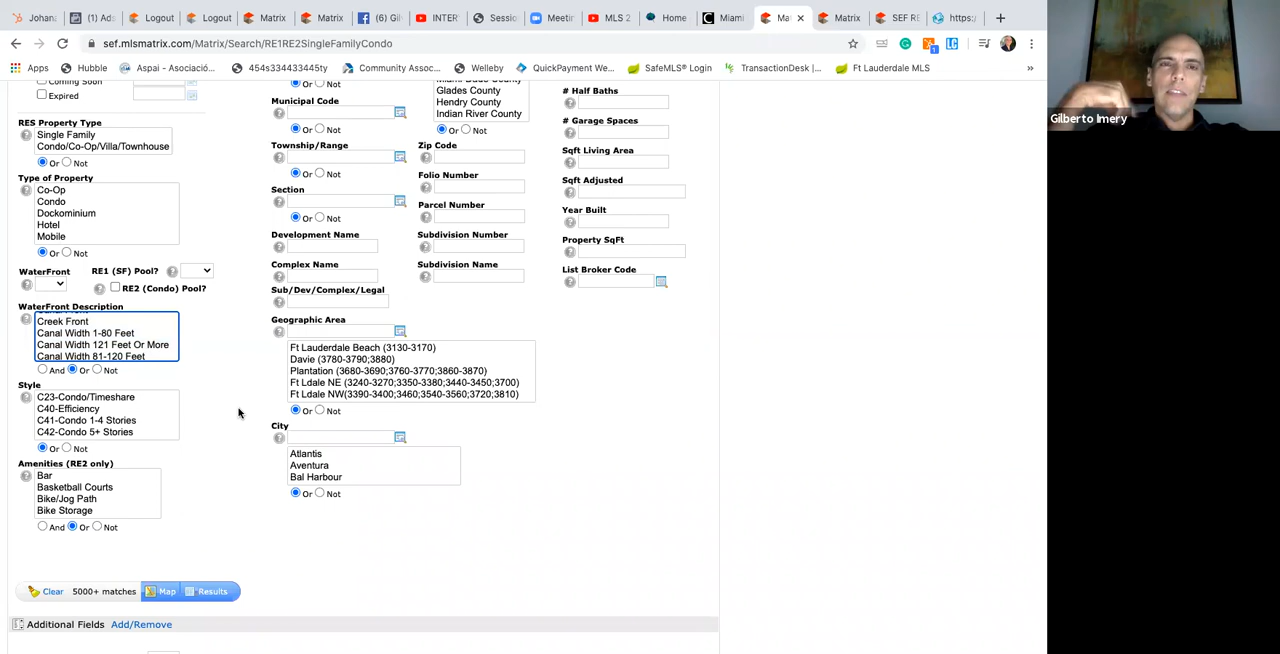 Johan:
(1) Ads
Logout
Logout
Matrix
Matrix
(6) Gil
INTER
Sessio
Meetin
MLS 2
Home
Miami
Mat
Matrix
SEF RE
https:/
sef.mlsmatrix.com/Matrix/Search/RE1RE2SingleFamilyCondo
Apps
Hubble
Aspai - Asociació...
454s334433445ty
Community Assoc...
Welleby
QuickPayment We...
SafeMLS® Login
TransactionDesk |...
Ft Lauderdale MLS
»
Coming Soon
Expired
RES Property Type
Single Family
Condo/Co-Op/Villa/Townhouse
Or Not
Type of Property
Co-Op
Condo
Dockominium
Hotel
Mobile
Or Not
WaterFront
RE1 (SF) Pool?
RE2 (Condo) Pool?
WaterFront Description
Creek Front
Canal Width 1-80 Feet
Canal Width 121 Feet Or More
Canal Width 81-120 Feet
And Or Not
Style
C23-Condo/Timeshare
C40-Efficiency
C41-Condo 1-4 Stories
C42-Condo 5+ Stories
Or Not
Amenities (RE2 only)
Bar
Basketball Courts
Bike/Jog Path
Bike Storage
And Or Not
Or Not
Municipal Code
Or Not
Township/Range
Or Not
Section
Or Not
Development Name
Complex Name
Sub/Dev/Complex/Legal
Geographic Area
Ft Lauderdale Beach (3130-3170)
Davie (3780-3790;3880)
Plantation (3680-3690;3760-3770;3860-3870)
Ft Ldale NE (3240-3270;3350-3380;3440-3450;3700)
Ft Ldale NW(3390-3400;3460;3540-3560;3720;3810)
Or Not
City
Atlantis
Aventura
Bal Harbour
Or Not
Miami-Dade County
Glades County
Hendry County
Indian River County
Or Not
Zip Code
Folio Number
Parcel Number
Subdivision Number
Subdivision Name
# Half Baths
# Garage Spaces
Sqft Living Area
Sqft Adjusted
Year Built
Property SqFt
List Broker Code
Clear 5000+ matches Map Results
Additional Fields Add/Remove
Gilberto Imery